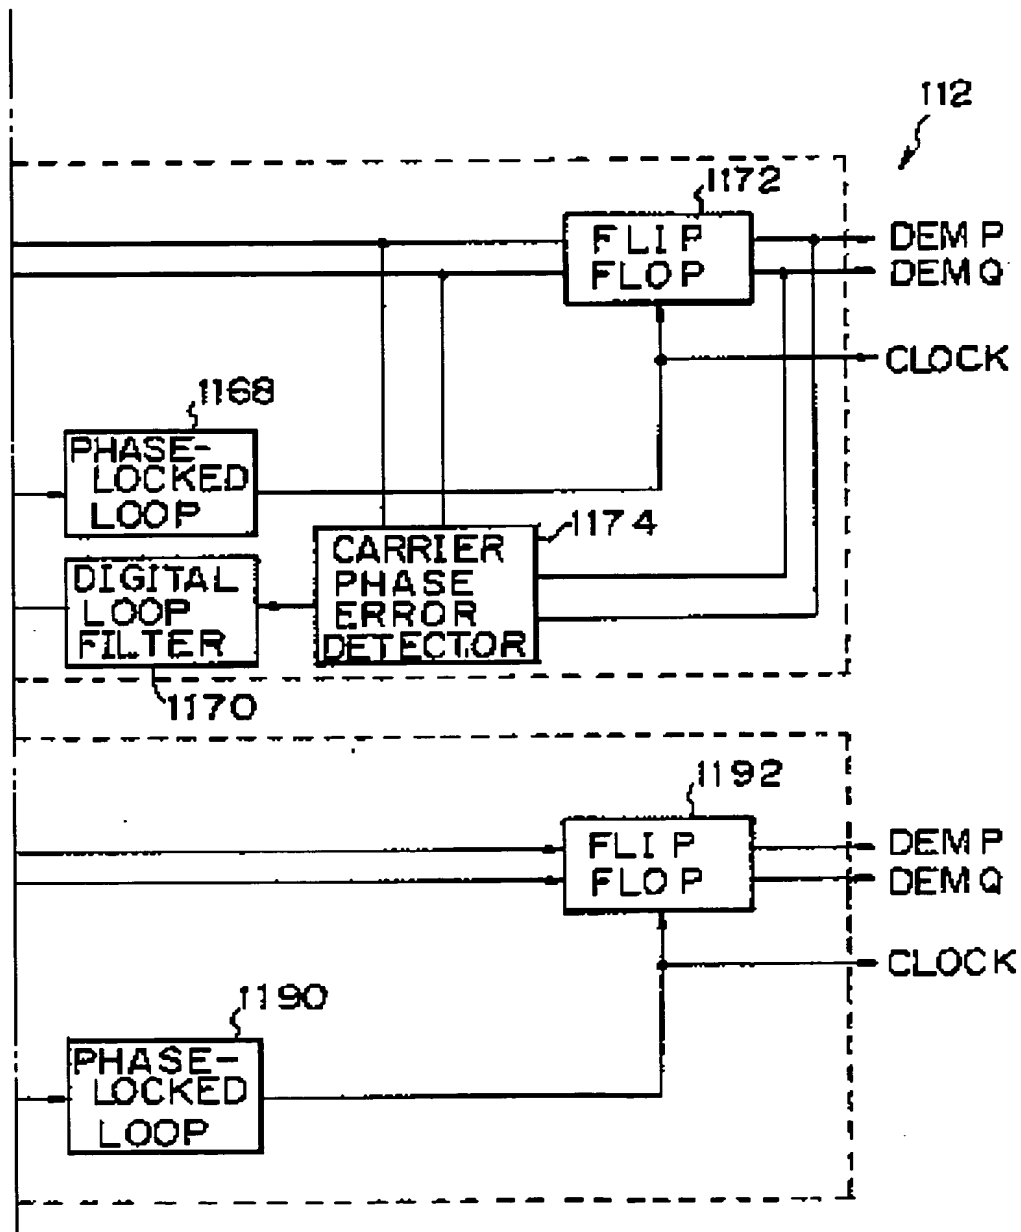 112
1172
FLIP
FLOP
DEM P
DEM Q
CLOCK
1168
PHASE-
LOCKED
LOOP
1174
CARRIER
PHASE
ERROR
DETECTOR
DIGITAL
LOOP
FILTER
1170
1192
FLIP
FLOP
DEM P
DEM Q
CLOCK
1190
PHASE-
LOCKED
LOOP